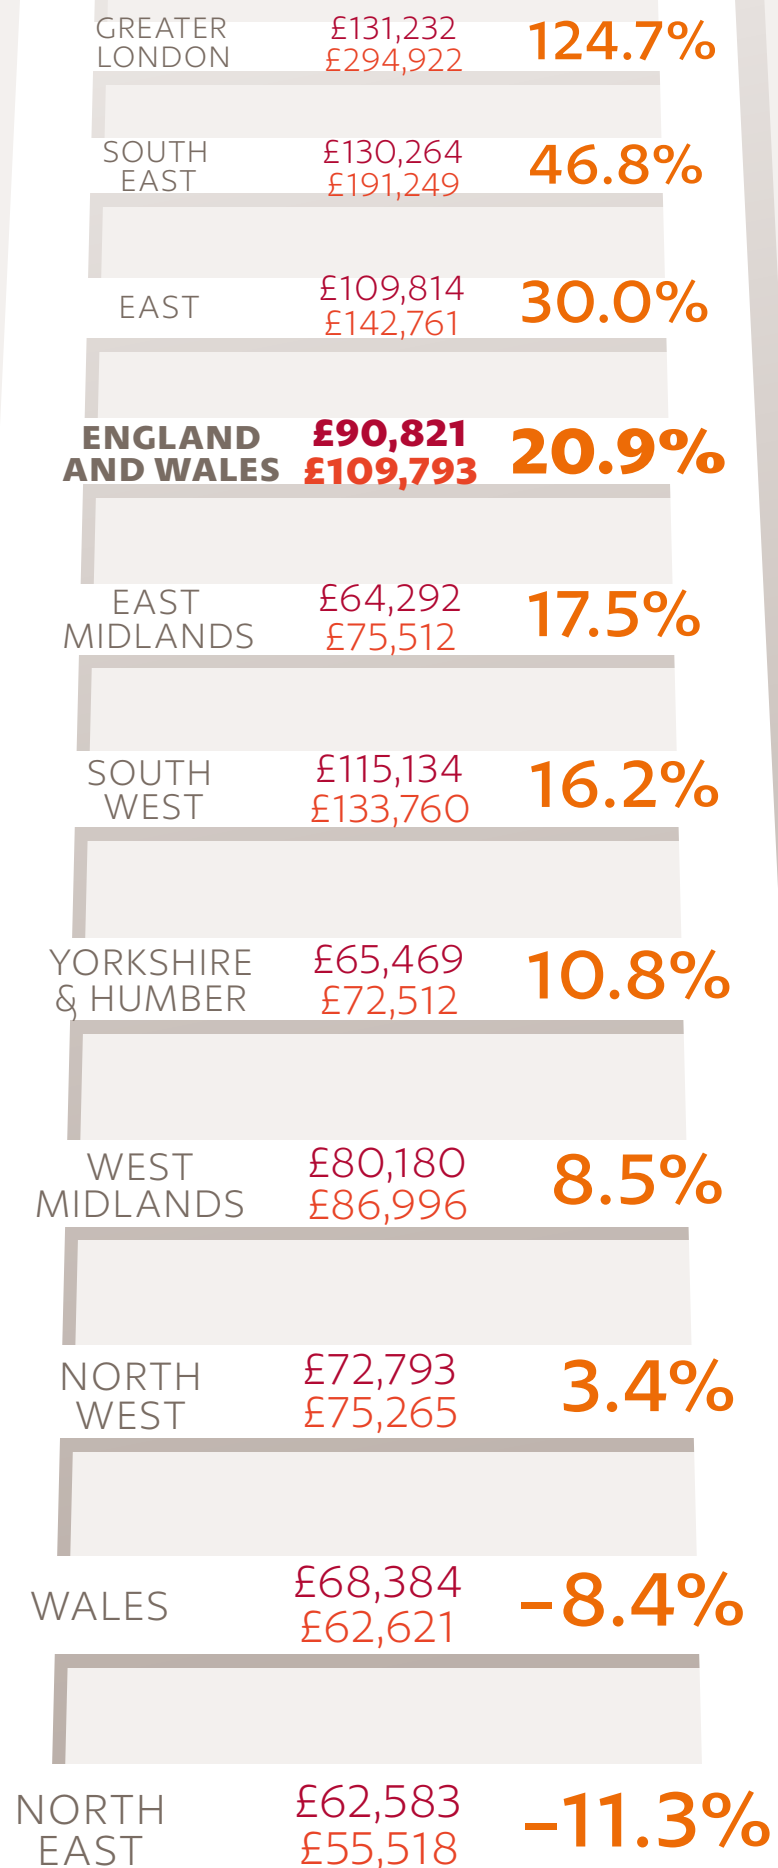 GREATER
LONDON
£131,232
£294,922
124.7%
SOUTH
EAST
£130,264
£191,249
46.8%
EAST
£109,814
£142,761
30.0%
ENGLAND
AND WALES
£90,821
£109,793
20.9%
EAST
MIDLANDS
£64,292
£75,512
17.5%
SOUTH
WEST
£115,134
£133,760
16.2%
YORKSHIRE
& HUMBER
£65,469
£72,512
10.8%
WEST
MIDLANDS
£80,180
£86,996
8.5%
NORTH
WEST
£72,793
£75,265
3.4%
WALES
£68,384
£62,621
–8.4%
NORTH
EAST
£62,583
£55,518
–11.3%